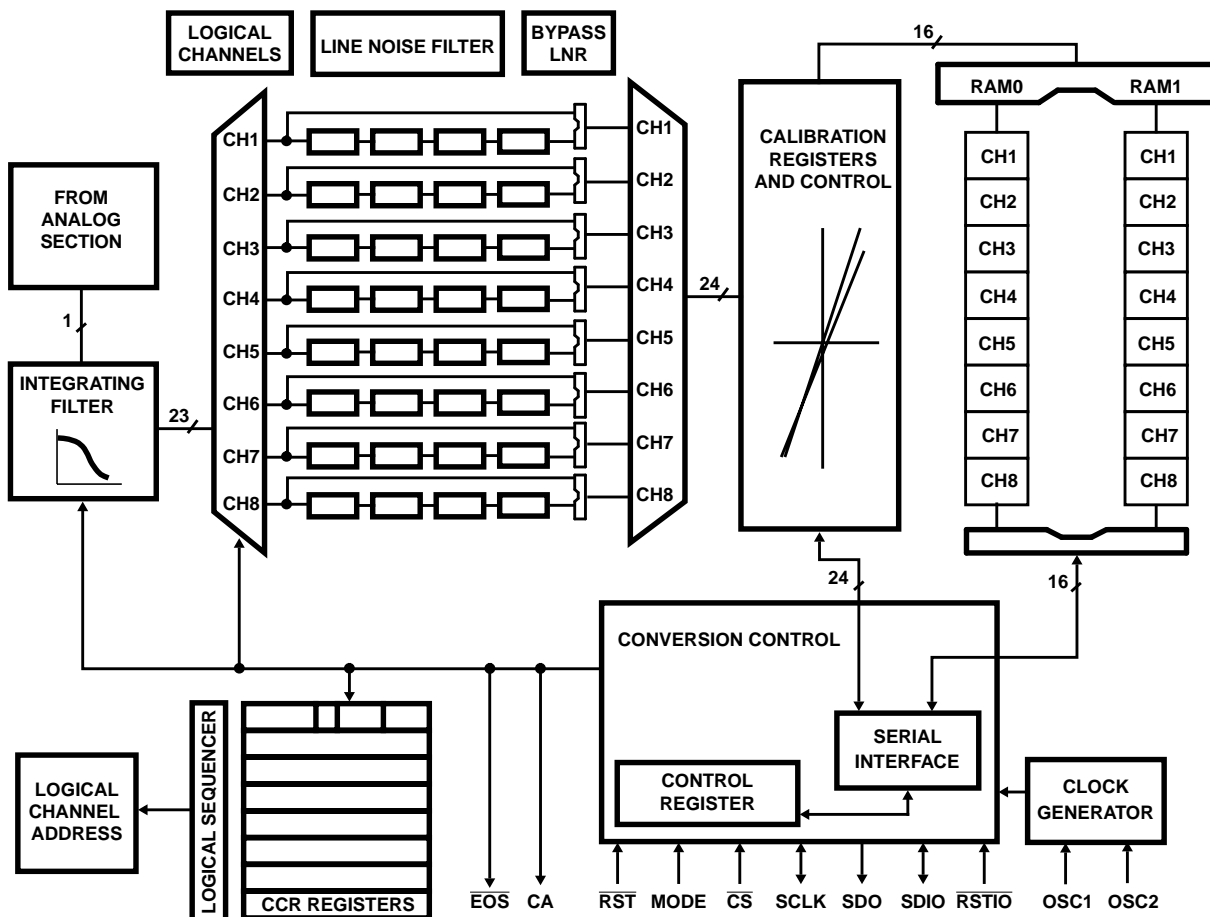 LOGICAL
CHANNELS
LINE NOISE FILTER
BYPASS
LNR
16
RAM0
RAM1
FROM
ANALOG
SECTION
1
INTEGRATING
FILTER
23
CH1
CH2
CH3
CH4
CH5
CH6
CH7
CH8
CH1
CH2
CH3
CH4
CH5
CH6
CH7
CH8
24
CALIBRATION
REGISTERS
AND CONTROL
CH1
CH2
CH3
CH4
CH5
CH6
CH7
CH8
CH1
CH2
CH3
CH4
CH5
CH6
CH7
CH8
24
16
CONVERSION CONTROL
SERIAL
INTERFACE
CONTROL
REGISTER
CLOCK
GENERATOR
LOGICAL
CHANNEL
ADDRESS
LOGICAL SEQUENCER
CCR REGISTERS
E̅O̅S̅
CA
R̅S̅T̅
MODE
C̅S̅
SCLK
SDO
SDIO
R̅S̅T̅I̅O̅
OSC1
OSC2